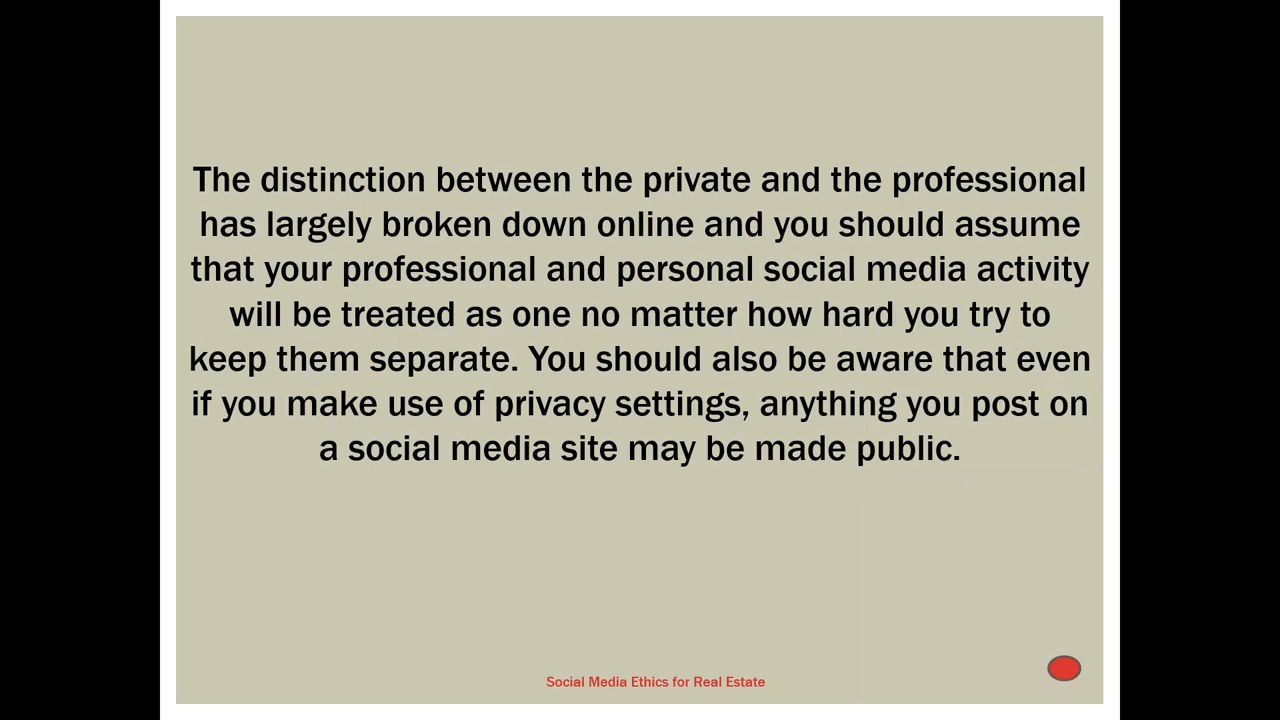 The distinction between the private and the professional
has largely broken down online and you should assume
that your professional and personal social media activity
will be treated as one no matter how hard you try to
keep them separate. You should also be aware that even
if you make use of privacy settings, anything you post on
a social media site may be made public.
Social Media Ethics for Real Estate